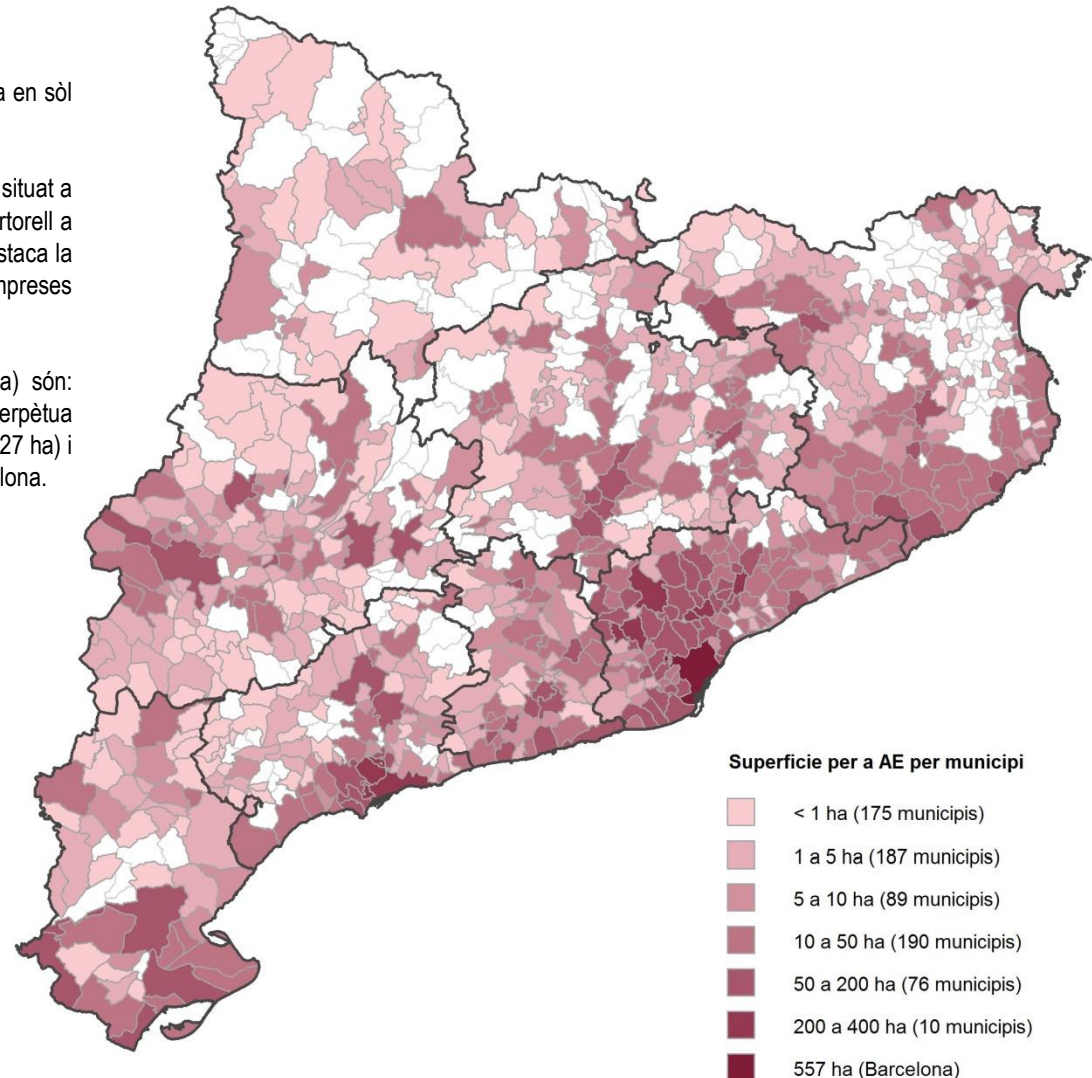 a en sòl
situat a
rtorell a
staca la
npreses
a) són:
erpètua
27 ha) i
lona.
Superficie per a AE per municipi
< 1 ha (175 municipis)
1 a 5 ha (187 municipis)
5 a 10 ha (89 municipis)
10 a 50 ha (190 municipis)
50 a 200 ha (76 municipis)
200 a 400 ha (10 municipis)
557 ha (Barcelona)